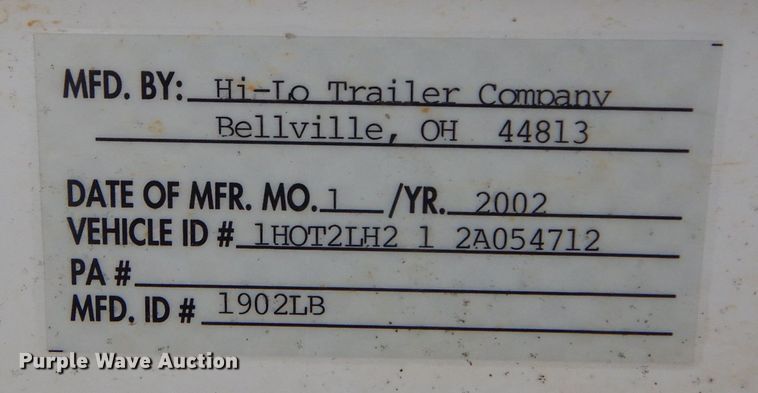 MFD. BY: Hi-Lo Trailer Company
Bellville, OH 44813
DATE OF MFR. MO. 1 /YR. 2002
VEHICLE ID # 1HOT2LH2 1 2A054712
PA #
MFD. ID # 1902LB
Purple Wave Auction